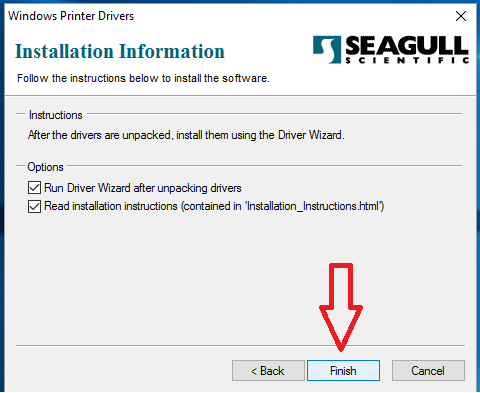 Windows Printer Drivers
Installation Information
SEAGULL
SCIENTIFIC
Follow the instructions below to install the software.
Instructions
After the drivers are unpacked, install them using the Driver Wizard.
Options
Run Driver Wizard after unpacking drivers
Read installation instructions (contained in 'Installation_Instructions.html')
< Back
Finish
Cancel